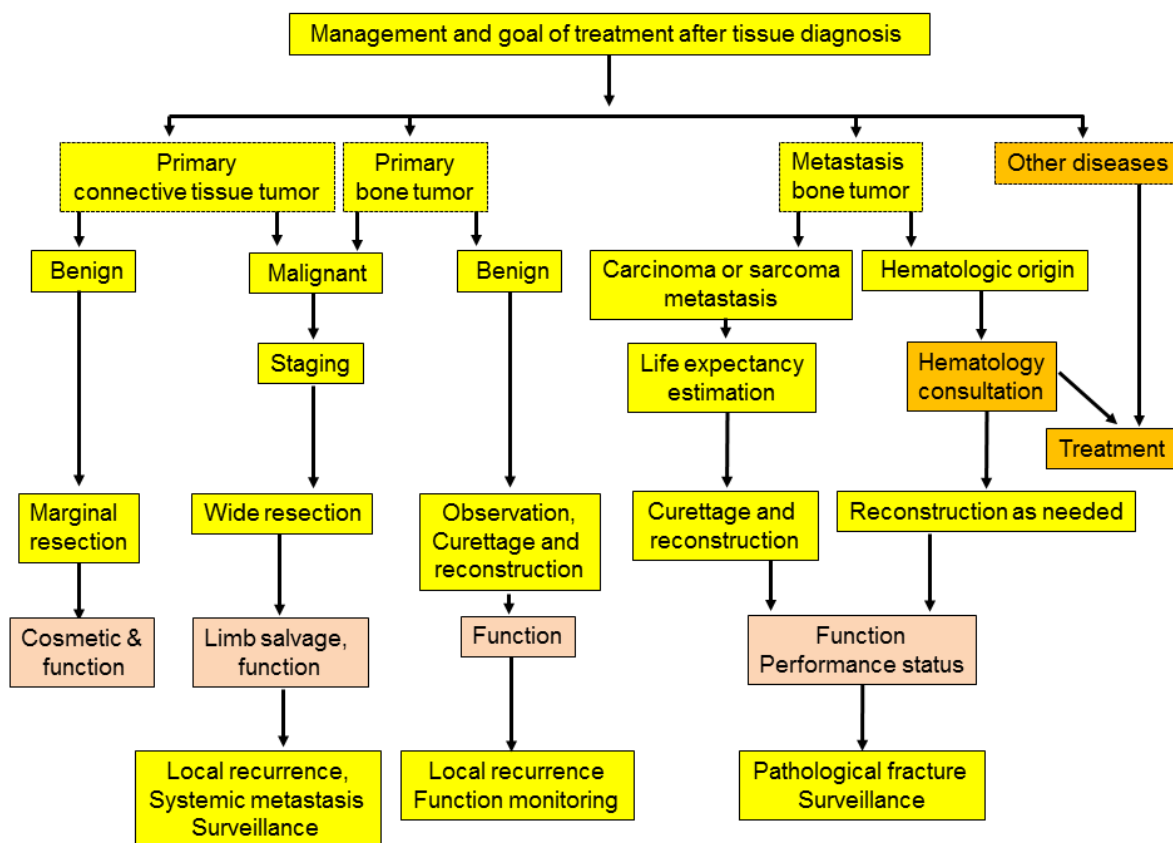 Management and goal of treatment after tissue diagnosis
Primary
connective tissue tumor
Primary
bone tumor
Metastasis
bone tumor
Other diseases
Benign
Malignant
Benign
Carcinoma or sarcoma
metastasis
Hematologic origin
Staging
Life expectancy
estimation
Hematology
consultation
Treatment
Marginal
resection
Wide resection
Observation,
Curettage and
reconstruction
Curettage and
reconstruction
Reconstruction as needed
Cosmetic &
function
Limb salvage,
function
Function
Function
Performance status
Local recurrence,
Systemic metastasis
Surveillance
Local recurrence
Function monitoring
Pathological fracture
Surveillance